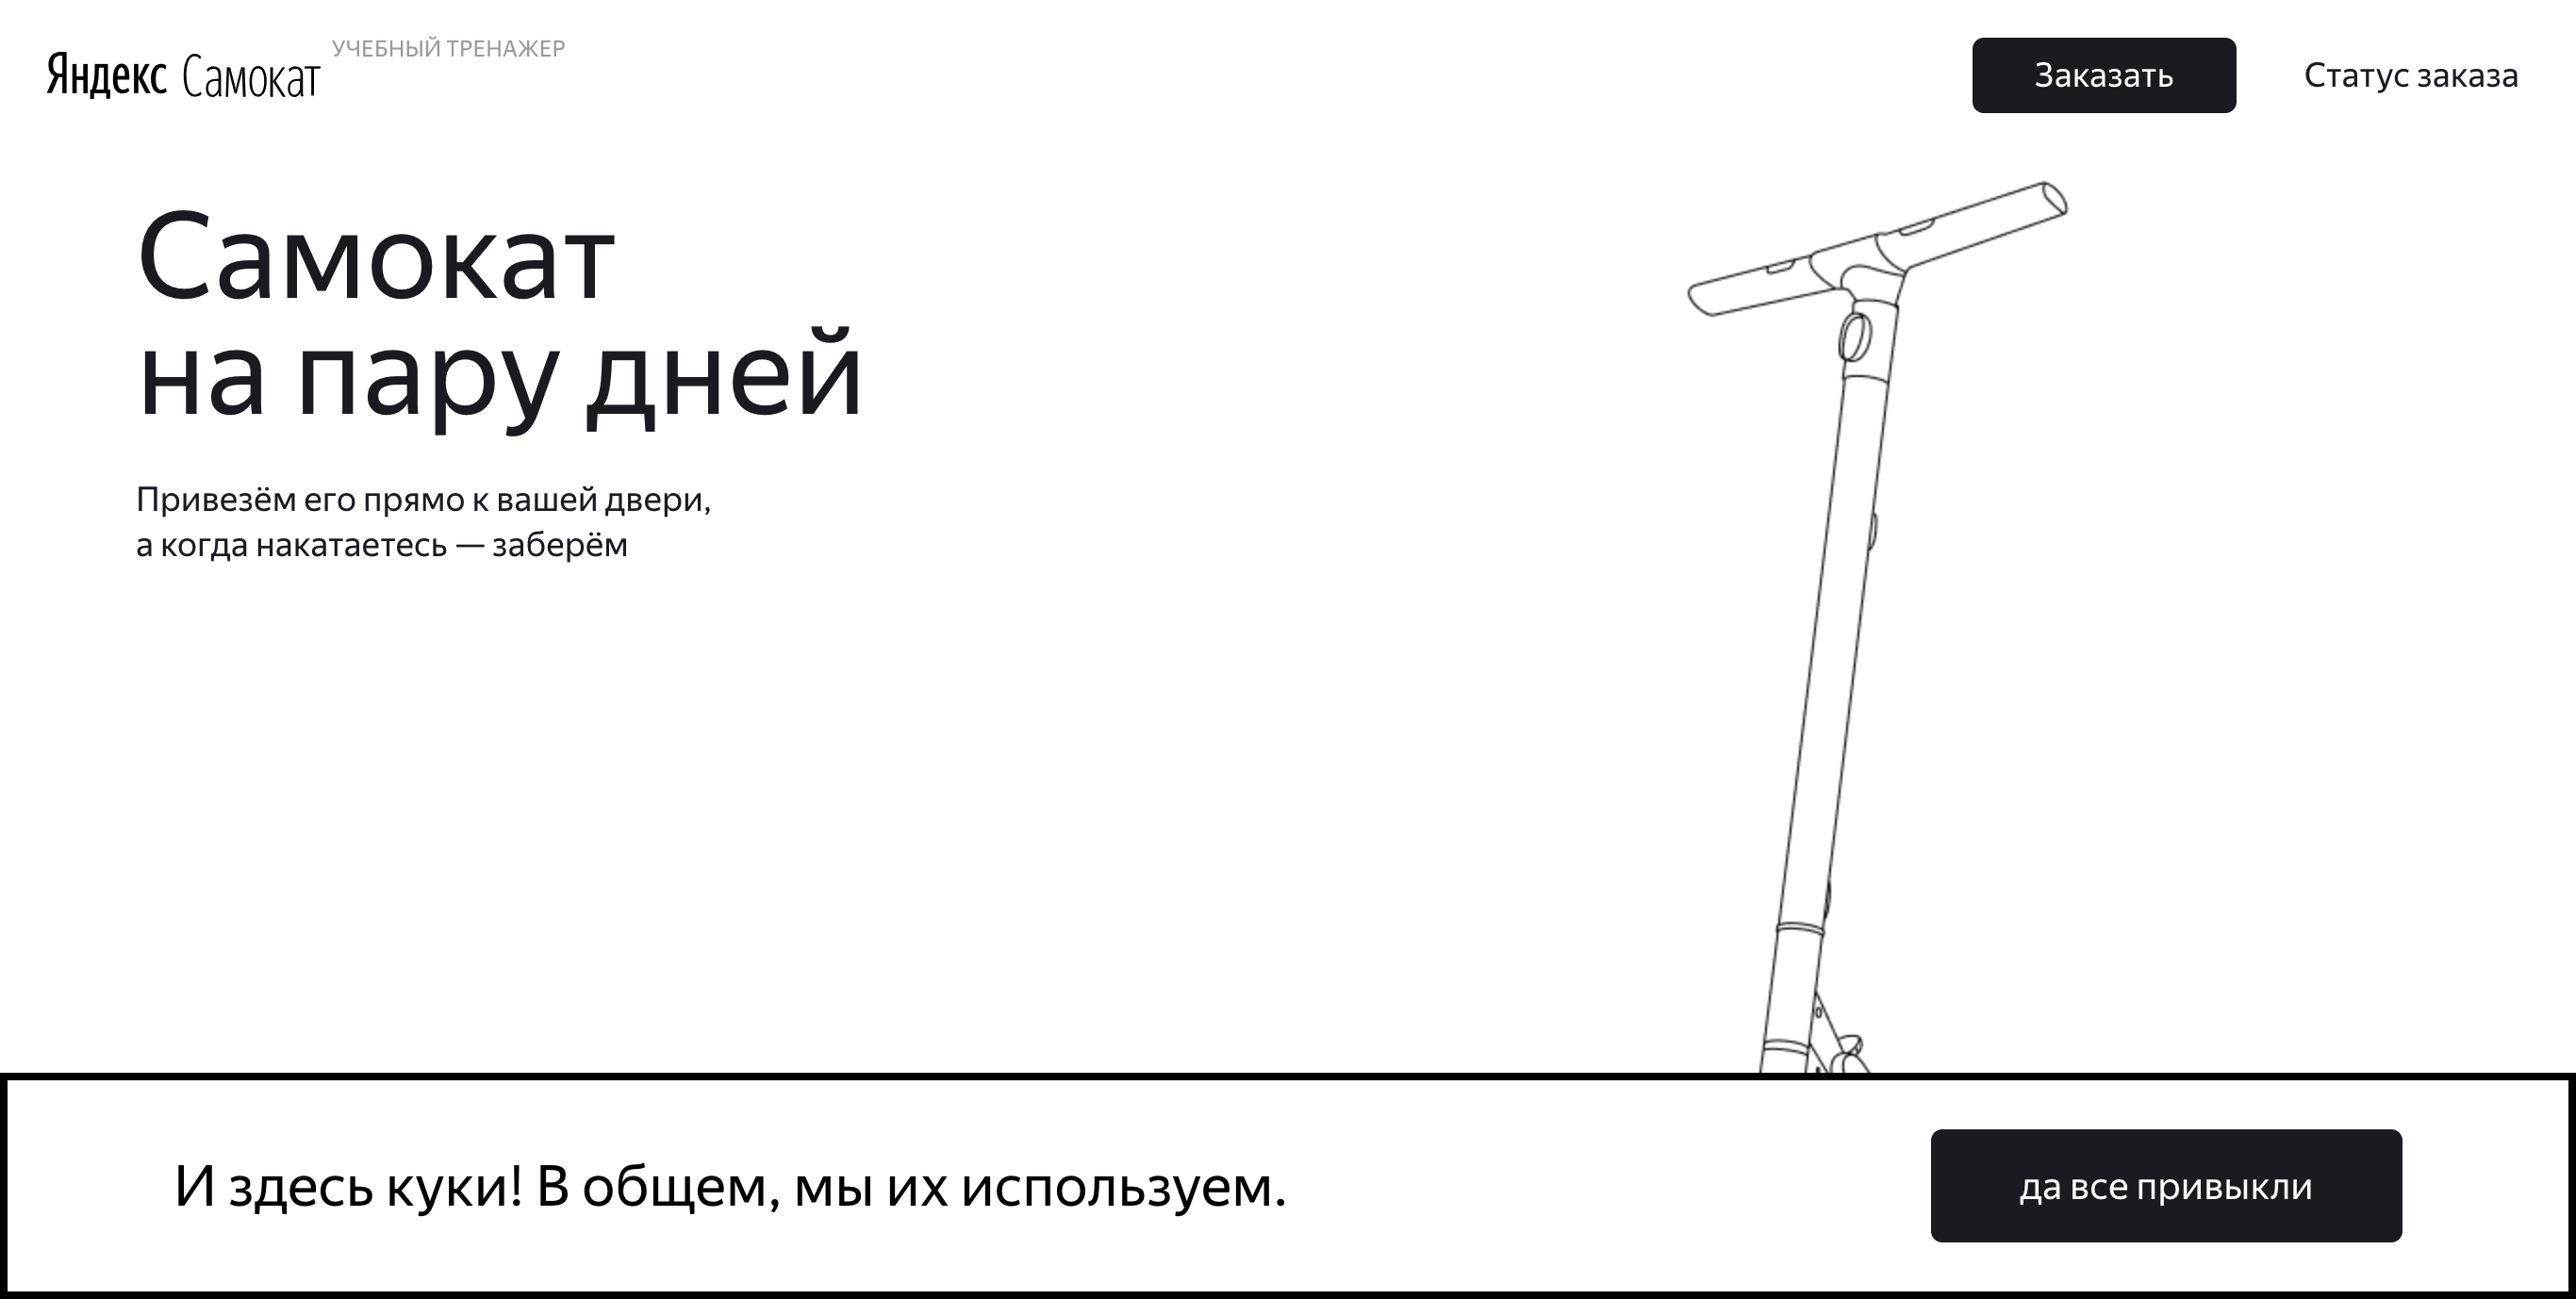 Яндекс Самокат
УЧЕБНЫЙ ТРЕНАЖЕР
Заказать
Статус заказа
Самокат
на пару дней
Привезём его прямо к вашей двери,
а когда накатаетесь — заберём
И здесь куки! В общем, мы их используем.
да все привыкли